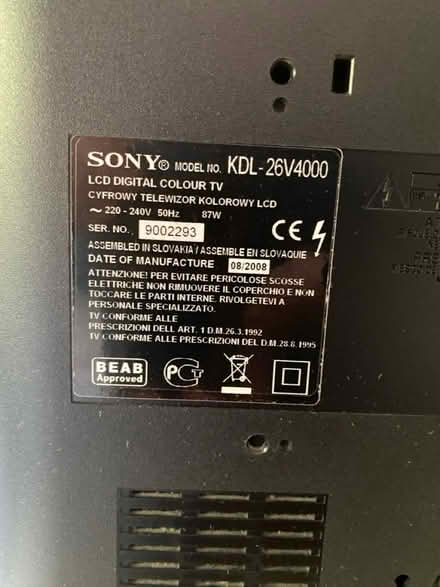 SONY® MODEL NO. KDL-26V4000
LCD DIGITAL COLOUR TV
CYFROWY TELEWIZOR KOLOROWY LCD
~ 220 - 240V 50Hz 87W
SER. NO. 9002293
ASSEMBLED IN SLOVAKIA / ASSEMBLE EN SLOVAQUIE
DATE OF MANUFACTURE 08/2008
ATTENZIONE! PER EVITARE PERICOLOSE SCOSSE
ELETTRICHE NON RIMUOVERE IL COPERCHIO E NON
TOCCARE LE PARTI INTERNE. RIVOLGETEVI A
PERSONALE SPECIALIZZATO.
TV CONFORME ALLE
PRESCRIZIONI DELL ART. 1 D.M.26.3.1992
TV CONFORME ALLE PRESCRIZIONI DEL D.M.28.8.1995
CE
BEAB
Approved